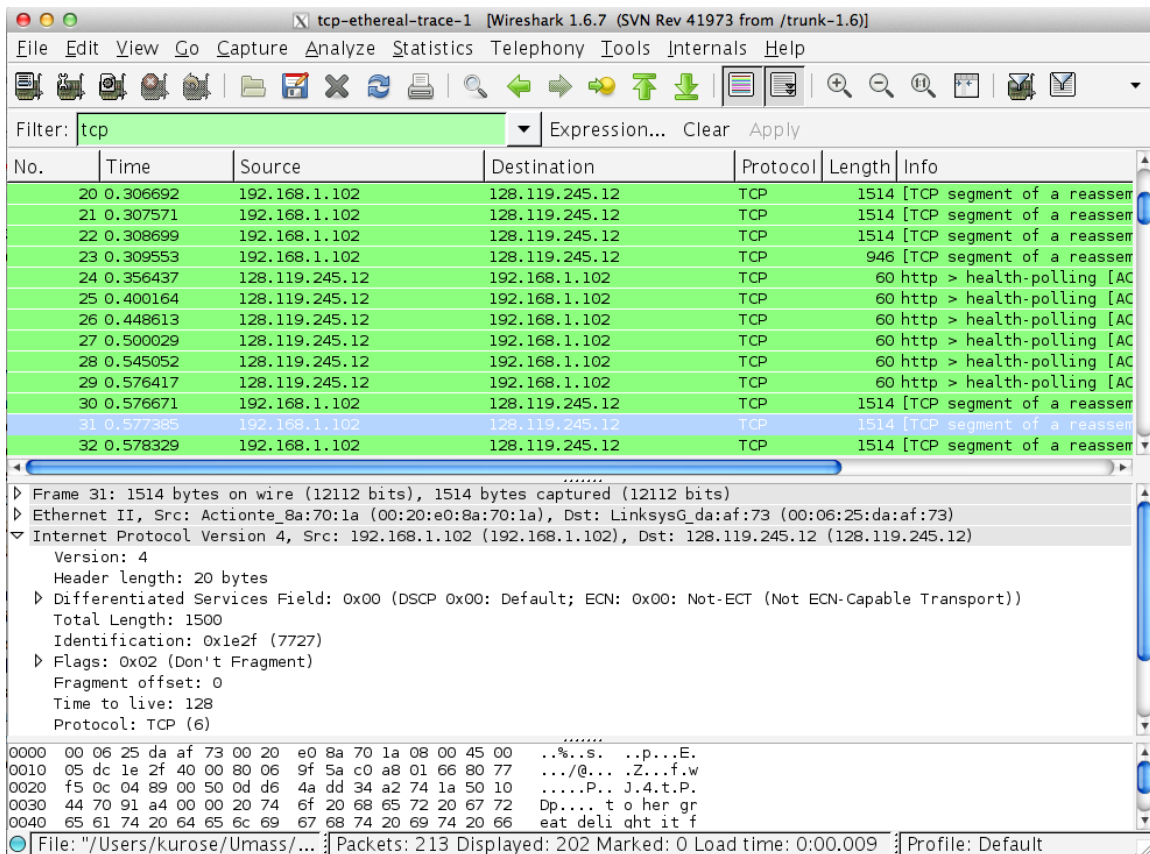 tcp-ethereal-trace-1 [Wireshark 1.6.7 (SVN Rev 41973 from /trunk-1.6)]
File Edit View Go Capture Analyze Statistics Telephony Tools Internals Help
Filter: tcp Expression... Clear Apply
No. Time Source Destination Protocol Length Info
20 0.306692 192.168.1.102 128.119.245.12 TCP 1514 [TCP segment of a reassem
21 0.307571 192.168.1.102 128.119.245.12 TCP 1514 [TCP segment of a reassem
22 0.308699 192.168.1.102 128.119.245.12 TCP 1514 [TCP segment of a reassem
23 0.309553 192.168.1.102 128.119.245.12 TCP 946 [TCP segment of a reassem
24 0.356437 128.119.245.12 192.168.1.102 TCP 60 http > health-polling [AC
25 0.400164 128.119.245.12 192.168.1.102 TCP 60 http > health-polling [AC
26 0.448613 128.119.245.12 192.168.1.102 TCP 60 http > health-polling [AC
27 0.500029 128.119.245.12 192.168.1.102 TCP 60 http > health-polling [AC
28 0.545052 128.119.245.12 192.168.1.102 TCP 60 http > health-polling [AC
29 0.576417 128.119.245.12 192.168.1.102 TCP 60 http > health-polling [AC
30 0.576671 192.168.1.102 128.119.245.12 TCP 1514 [TCP segment of a reassem
31 0.577385 192.168.1.102 128.119.245.12 TCP 1514 [TCP segment of a reassem
32 0.578329 192.168.1.102 128.119.245.12 TCP 1514 [TCP segment of a reassem
Frame 31: 1514 bytes on wire (12112 bits), 1514 bytes captured (12112 bits)
Ethernet II, Src: Actionte_8a:70:1a (00:20:e0:8a:70:1a), Dst: LinksysG_da:af:73 (00:06:25:da:af:73)
Internet Protocol Version 4, Src: 192.168.1.102 (192.168.1.102), Dst: 128.119.245.12 (128.119.245.12)
Version: 4
Header length: 20 bytes
Differentiated Services Field: 0x00 (DSCP 0x00: Default; ECN: 0x00: Not-ECT (Not ECN-Capable Transport))
Total Length: 1500
Identification: 0x1e2f (7727)
Flags: 0x02 (Don't Fragment)
Fragment offset: 0
Time to live: 128
Protocol: TCP (6)
0000 00 06 25 da af 73 00 20 e0 8a 70 1a 08 00 45 00 ..%..s. ..p...E.
0010 05 dc 1e 2f 40 00 80 06 9f 5a c0 a8 01 66 80 77 .../@... .Z...f.w
0020 f5 0c 04 89 00 50 0d d6 4a dd 34 a2 74 1a 50 10 .....P.. J.4.t.P.
0030 44 70 91 a4 00 00 20 74 6f 20 68 65 72 20 67 72 Dp.... t o her gr
0040 65 61 74 20 64 65 6c 69 67 68 74 20 69 74 20 66 eat deli ght it f
File: "/Users/kurose/Umass/... Packets: 213 Displayed: 202 Marked: 0 Load time: 0:00.009 Profile: Default